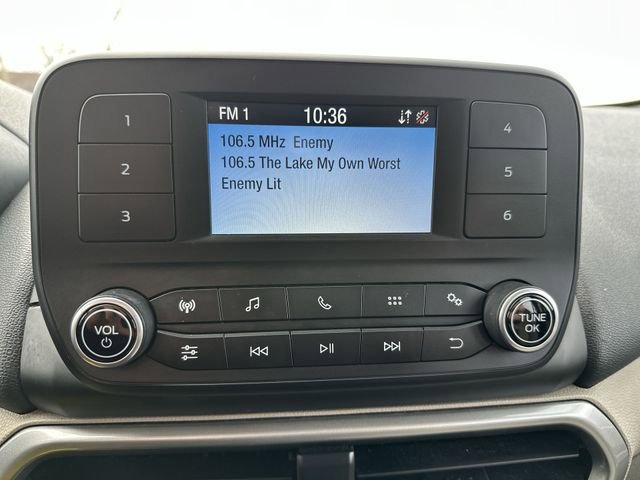 FM 1 10:36
106.5 MHz Enemy
106.5 The Lake My Own Worst
Enemy Lit
1
2
3
4
5
6
VOL
TUNE
OK